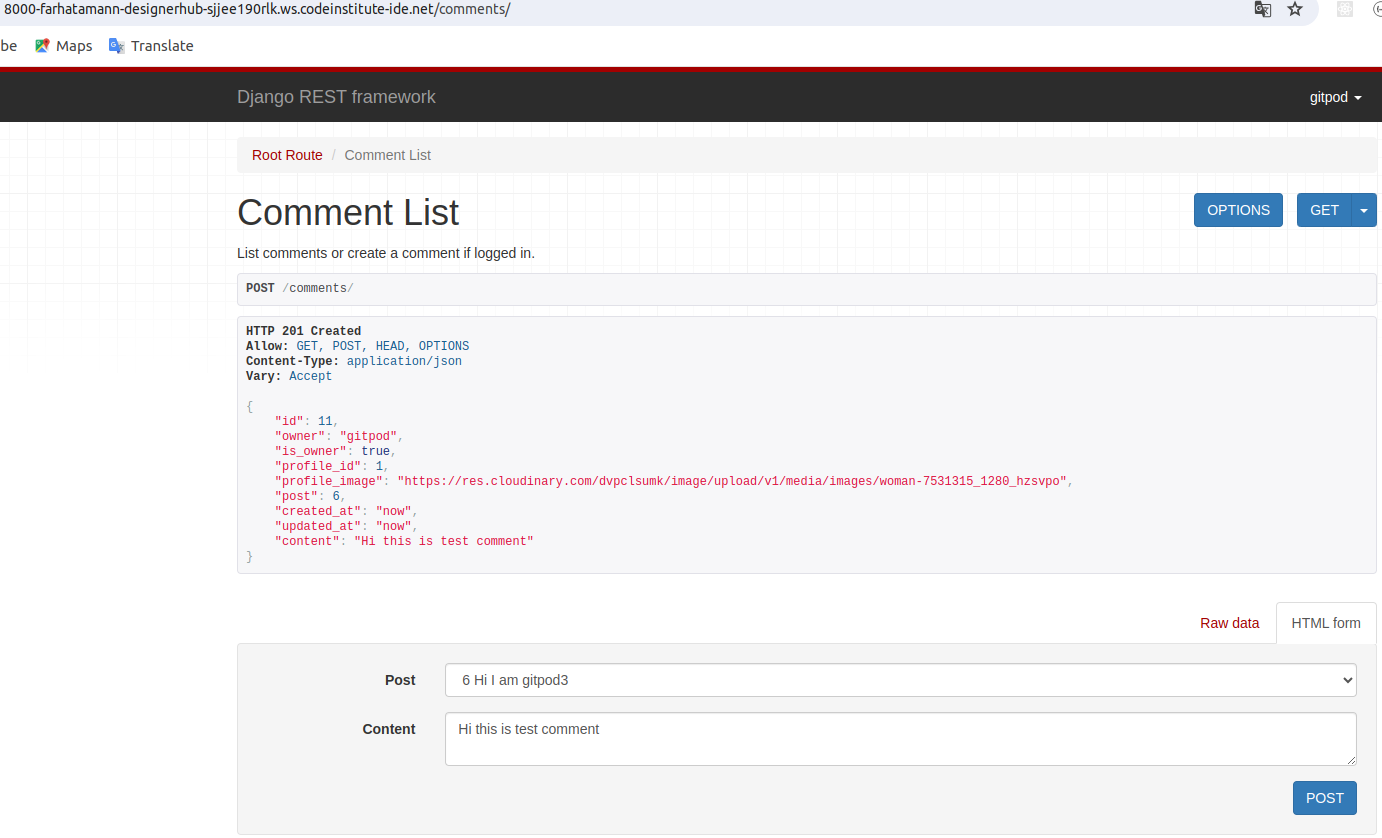 8000-farhatamann-designerhub-sjjee190rlk.ws.codeinstitute-ide.net/comments/
be Maps Translate
Django REST framework gitpod
Root Route / Comment List
Comment List OPTIONS GET
List comments or create a comment if logged in.
POST /comments/
HTTP 201 Created
Allow: GET, POST, HEAD, OPTIONS
Content-Type: application/json
Vary: Accept
{
"id": 11,
"owner": "gitpod",
"is_owner": true,
"profile_id": 1,
"profile_image": "https://res.cloudinary.com/dvpclsumk/image/upload/v1/media/images/woman-7531315_1280_hzsvpo",
"post": 6,
"created_at": "now",
"updated_at": "now",
"content": "Hi this is test comment"
}
Raw data HTML form
Post 6 Hi I am gitpod3
Content Hi this is test comment
POST